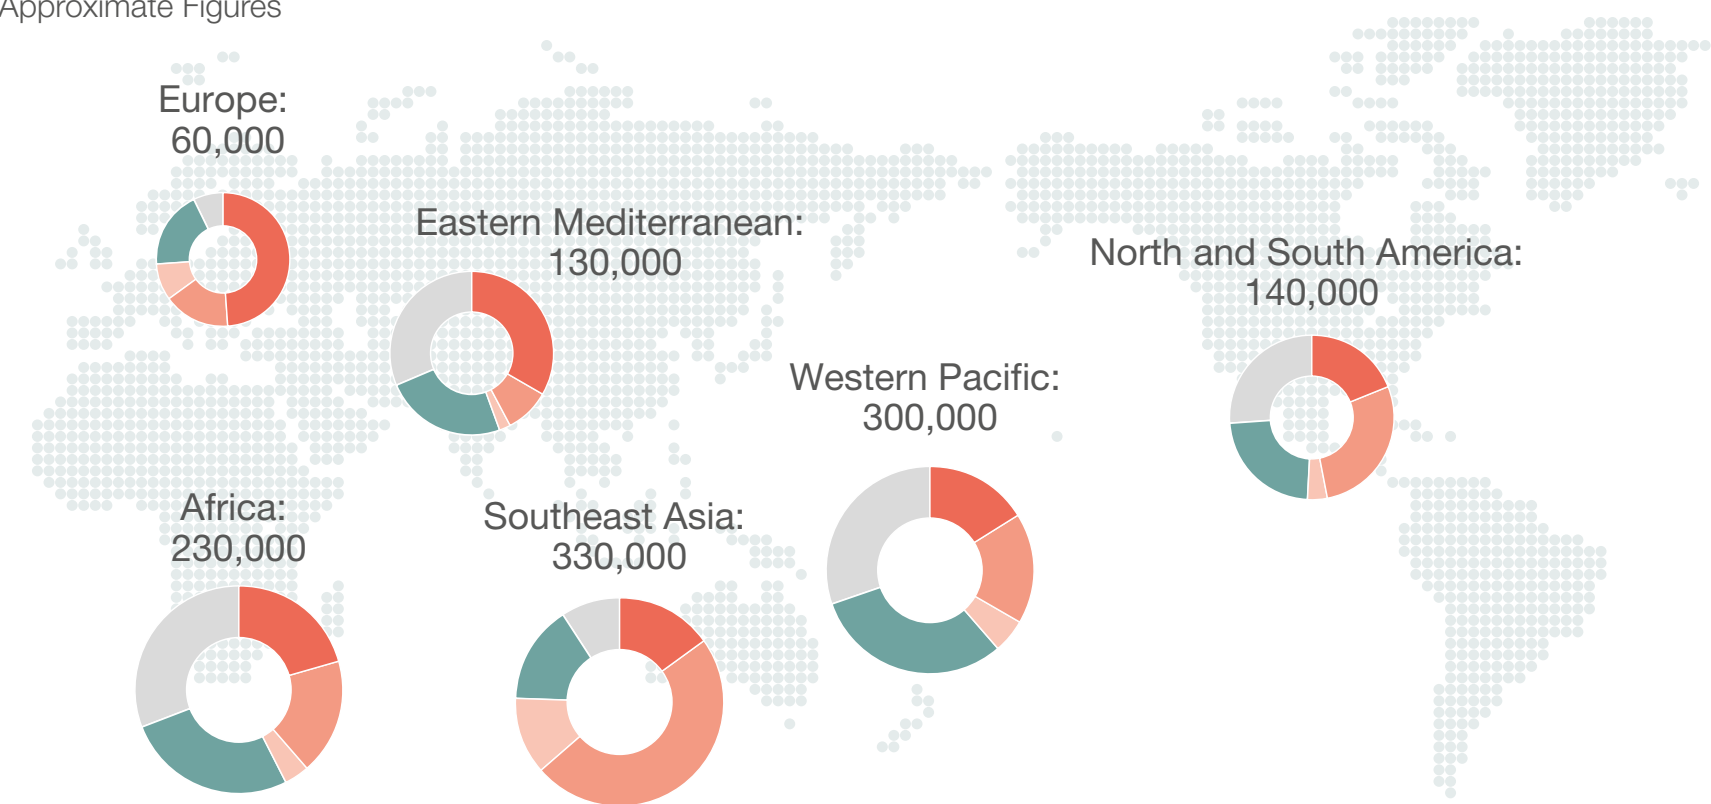 Approximate Figures
Europe:
60,000
Eastern Mediterranean:
130,000
North and South America:
140,000
Western Pacific:
300,000
Africa:
230,000
Southeast Asia:
330,000